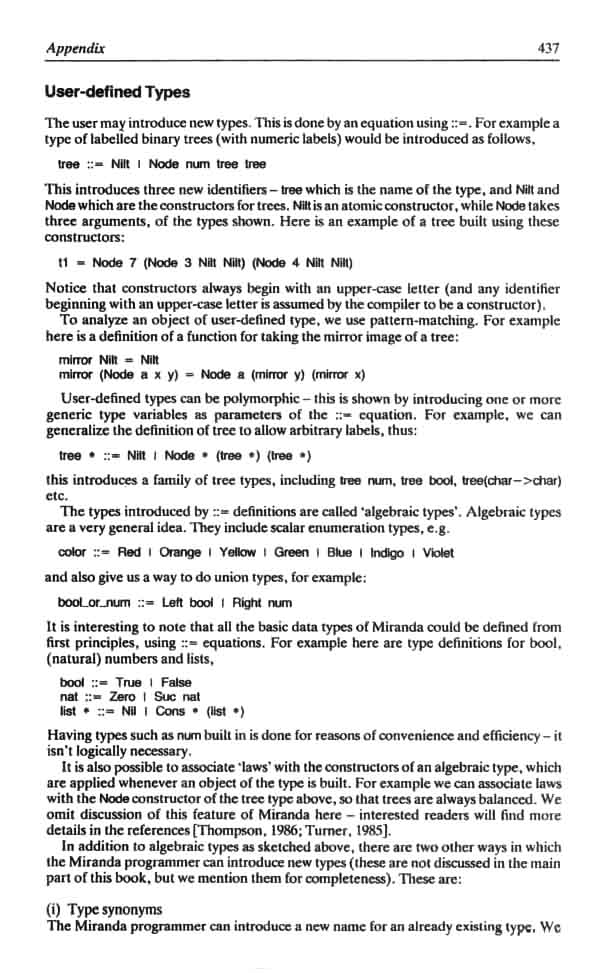 Appendix 437
User-defined Types
The user may introduce new types. This is done by an equation using ::=. For example a
type of labelled binary trees (with numeric labels) would be introduced as follows,
tree ::= Nilt | Node num tree tree
This introduces three new identifiers – tree which is the name of the type, and Nilt and
Node which are the constructors for trees. Nilt is an atomic constructor, while Node takes
three arguments, of the types shown. Here is an example of a tree built using these
constructors:
t1 = Node 7 (Node 3 Nilt Nilt) (Node 4 Nilt Nilt)
Notice that constructors always begin with an upper-case letter (and any identifier
beginning with an upper-case letter is assumed by the compiler to be a constructor).
To analyze an object of user-defined type, we use pattern-matching. For example
here is a definition of a function for taking the mirror image of a tree:
mirror Nilt = Nilt
mirror (Node a x y) = Node a (mirror y) (mirror x)
User-defined types can be polymorphic – this is shown by introducing one or more
generic type variables as parameters of the ::= equation. For example, we can
generalize the definition of tree to allow arbitrary labels, thus:
tree * ::= Nilt | Node * (tree *) (tree *)
this introduces a family of tree types, including tree num, tree bool, tree(char−>char)
etc.
The types introduced by ::= definitions are called ‘algebraic types’. Algebraic types
are a very general idea. They include scalar enumeration types, e.g.
color ::= Red | Orange | Yellow | Green | Blue | Indigo | Violet
and also give us a way to do union types, for example:
bool_or_num ::= Left bool | Right num
It is interesting to note that all the basic data types of Miranda could be defined from
first principles, using ::= equations. For example here are type definitions for bool,
(natural) numbers and lists,
bool ::= True | False
nat ::= Zero | Suc nat
list * ::= Nil | Cons * (list *)
Having types such as num built in is done for reasons of convenience and efficiency – it
isn’t logically necessary.
It is also possible to associate ‘laws’ with the constructors of an algebraic type, which
are applied whenever an object of the type is built. For example we can associate laws
with the Node constructor of the tree type above, so that trees are always balanced. We
omit discussion of this feature of Miranda here – interested readers will find more
details in the references [Thompson, 1986; Turner, 1985].
In addition to algebraic types as sketched above, there are two other ways in which
the Miranda programmer can introduce new types (these are not discussed in the main
part of this book, but we mention them for completeness). These are:
(i) Type synonyms
The Miranda programmer can introduce a new name for an already existing type. We